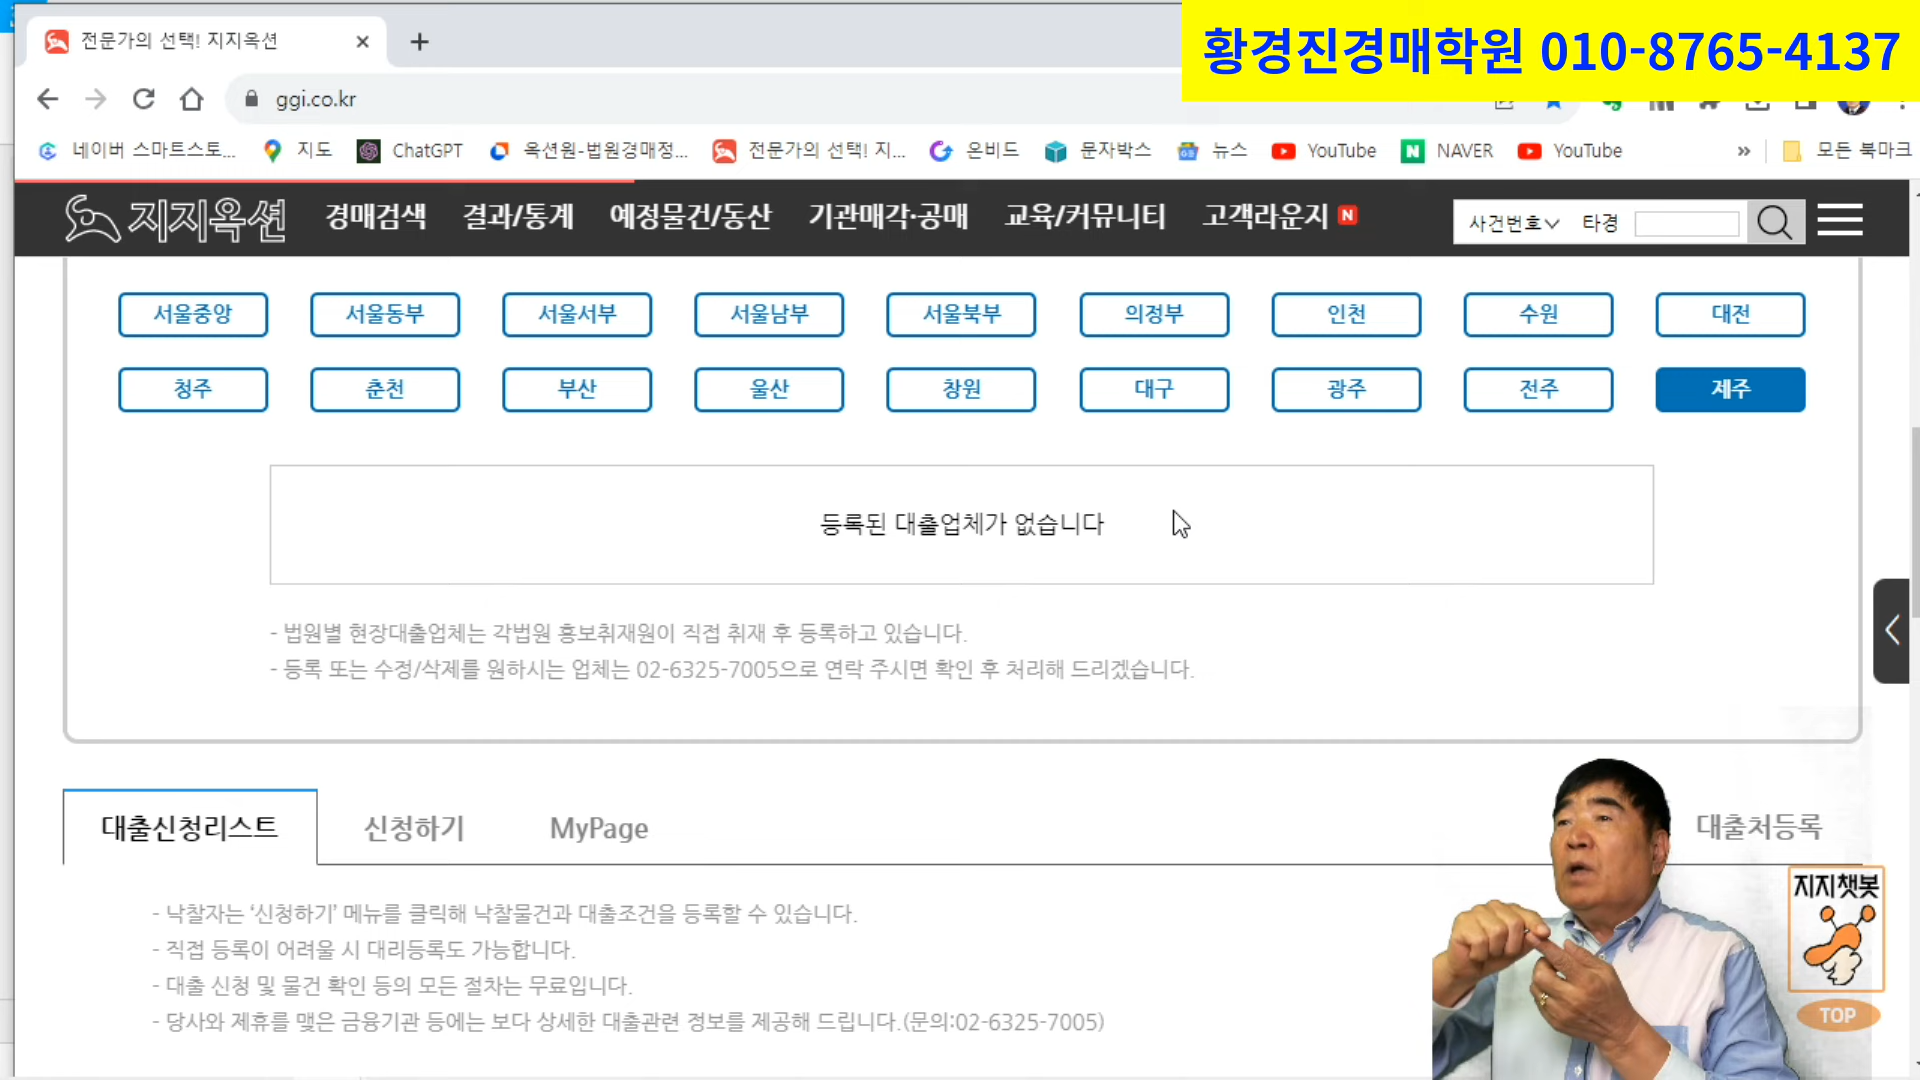 전문가의 선택! 지지옥션
황경진경매학원 010-8765-4137
ggi.co.kr
네이버 스마트스토... 지도 ChatGPT 옥션원-법원경매정... 전문가의 선택! 지... 온비드 문자박스 뉴스 YouTube NAVER YouTube » 모든 북마크
지지옥션 경매검색 결과/통계 예정물건/동산 기관매각·공매 교육/커뮤니티 고객라운지 N 사건번호 타경
서울중앙 서울동부 서울서부 서울남부 서울북부 의정부 인천 수원 대전
청주 춘천 부산 울산 창원 대구 광주 전주 제주
등록된 대출업체가 없습니다
- 법원별 현장대출업체는 각법원 홍보취재원이 직접 취재 후 등록하고 있습니다.
- 등록 또는 수정/삭제를 원하시는 업체는 02-6325-7005으로 연락 주시면 확인 후 처리해 드리겠습니다.
대출신청리스트 신청하기 MyPage 대출처등록
- 낙찰자는 ‘신청하기’ 메뉴를 클릭해 낙찰물건과 대출조건을 등록할 수 있습니다.
- 직접 등록이 어려울 시 대리등록도 가능합니다.
- 대출 신청 및 물건 확인 등의 모든 절차는 무료입니다.
- 당사와 제휴를 맺은 금융기관 등에는 보다 상세한 대출관련 정보를 제공해 드립니다.(문의:02-6325-7005)
지지챗봇
TOP